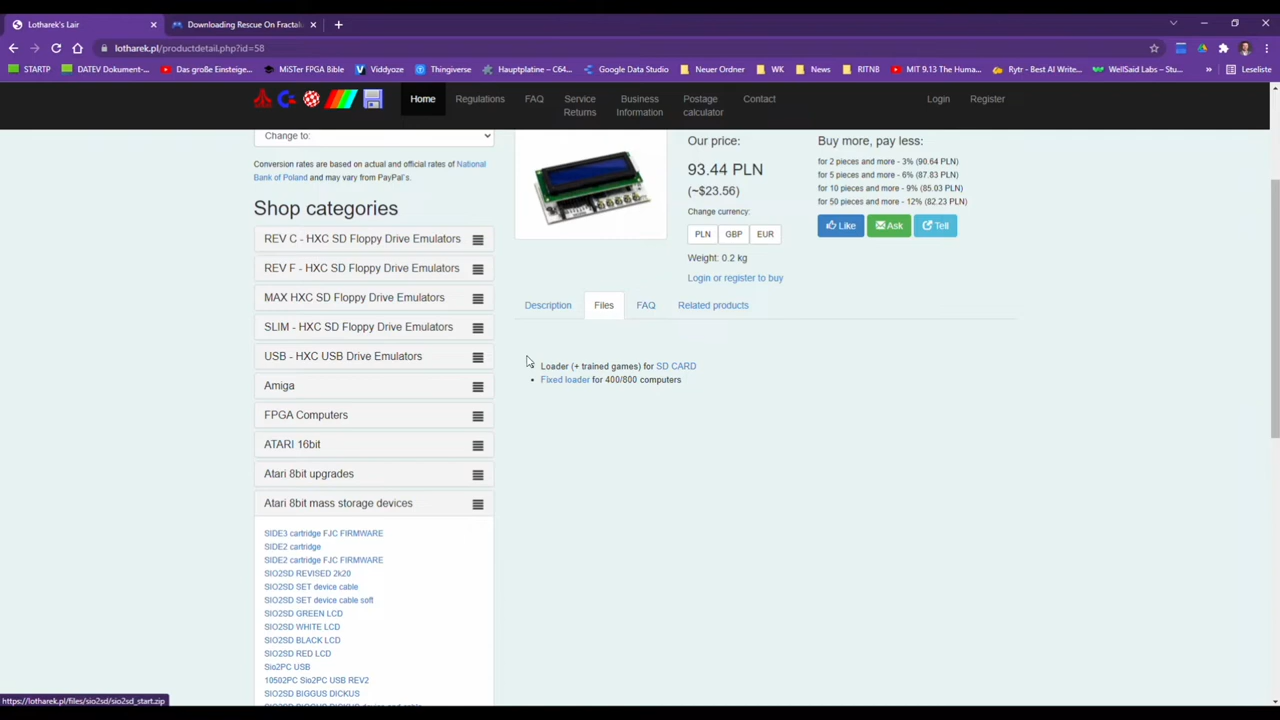 Lotharek's Lair
Downloading Rescue On Fractal
lotharek.pl/productdetail.php?id=58
STARTP
DATEV Dokument-...
Das große Einsteige...
MiSTer FPGA Bible
Viddyoze
Thingiverse
Hauptplatine – C64...
Google Data Studio
Neuer Ordner
WK
News
RITNB
MIT 9.13 The Huma...
Rytr - Best AI Write...
WellSaid Labs – Stu...
»
Leseliste
Home
Regulations
FAQ
Service
Returns
Business
Information
Postage
calculator
Contact
Login
Register
Change to:
Conversion rates are based on actual and official rates of National
Bank of Poland and may vary from PayPal's.
Shop categories
REV C - HXC SD Floppy Drive Emulators
REV F - HXC SD Floppy Drive Emulators
MAX HXC SD Floppy Drive Emulators
SLIM - HXC SD Floppy Drive Emulators
USB - HXC USB Drive Emulators
Amiga
FPGA Computers
ATARI 16bit
Atari 8bit upgrades
Atari 8bit mass storage devices
SIDE3 cartridge FJC FIRMWARE
SIDE2 cartridge
SIDE2 cartridge FJC FIRMWARE
SIO2SD REVISED 2k20
SIO2SD SET device cable
SIO2SD SET device cable soft
SIO2SD GREEN LCD
SIO2SD WHITE LCD
SIO2SD BLACK LCD
SIO2SD RED LCD
Sio2PC USB
10502PC Sio2PC USB REV2
SIO2SD BIGGUS DICKUS
Our price:
93.44 PLN
(~$23.56)
Change currency:
PLN
GBP
EUR
Weight: 0.2 kg
Login or register to buy
Buy more, pay less:
for 2 pieces and more - 3% (90.64 PLN)
for 5 pieces and more - 6% (87.83 PLN)
for 10 pieces and more - 9% (85.03 PLN)
for 50 pieces and more - 12% (82.23 PLN)
Like
Ask
Tell
Description
Files
FAQ
Related products
Loader (+ trained games) for SD CARD
Fixed loader for 400/800 computers
https://lotharek.pl/files/sio2sd/sio2sd_start.zip